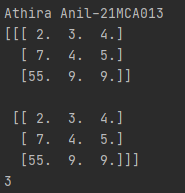 Athira Anil-21MCA013
[[[ 2.  3.  4.]
  [ 7.  4.  5.]
  [55.  9.  9.]]

 [[ 2.  3.  4.]
  [ 7.  4.  5.]
  [55.  9.  9.]]]
3